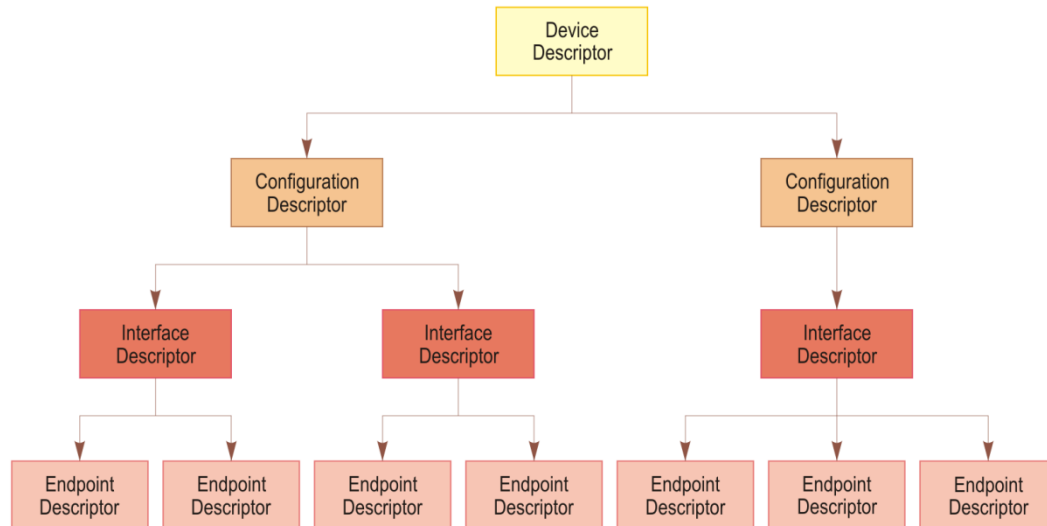 Device
Descriptor
Configuration
Descriptor
Configuration
Descriptor
Interface
Descriptor
Interface
Descriptor
Interface
Descriptor
Endpoint
Descriptor
Endpoint
Descriptor
Endpoint
Descriptor
Endpoint
Descriptor
Endpoint
Descriptor
Endpoint
Descriptor
Endpoint
Descriptor